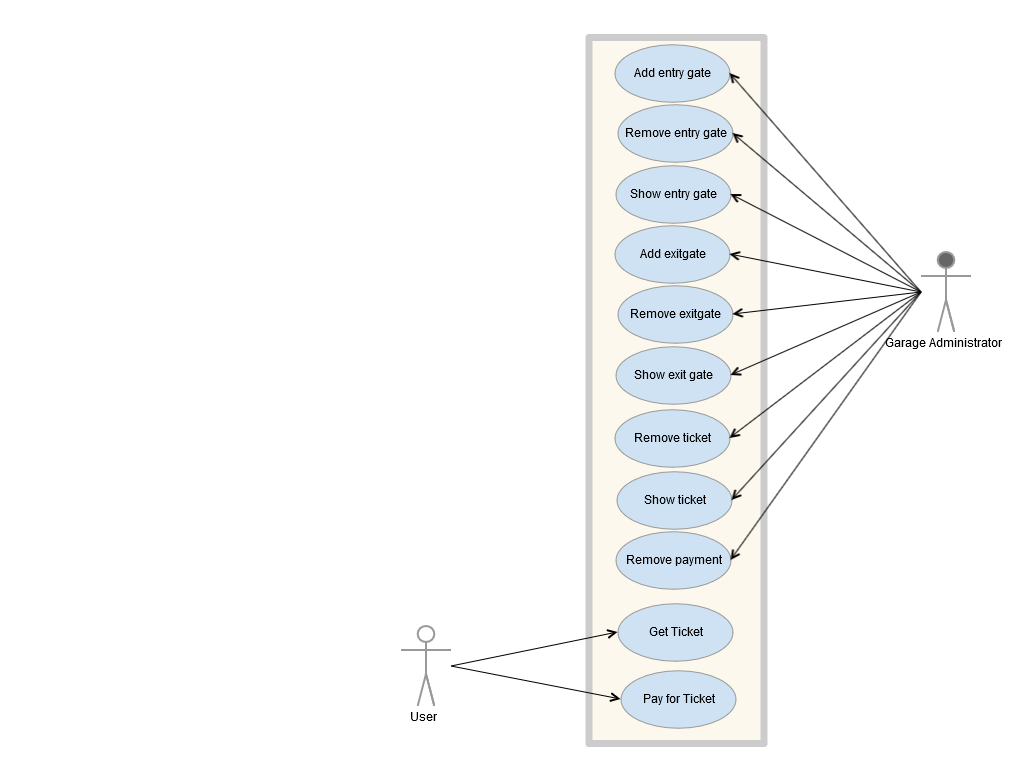 Add entry gate
Remove entry gate
Show entry gate
Add exitgate
Remove exitgate
Show exit gate
Garage Administrator
Remove ticket
Show ticket
Remove payment
Get Ticket
Pay for Ticket
User